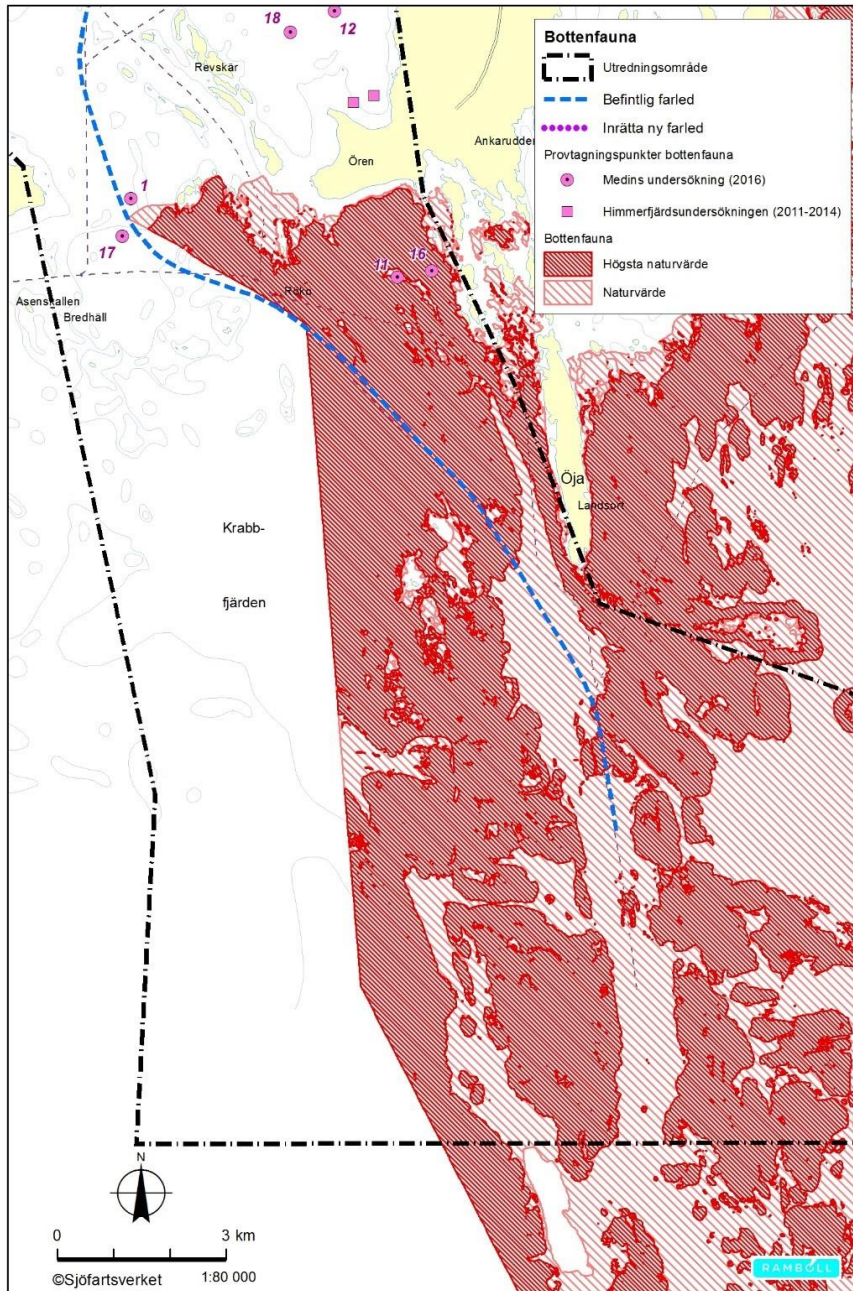 18
12
Revskär
Ankarudden
Ören
1
17
11
16
Rökö
Asenskallen
Bredhäll
Öja
Landsort
Krabb-
fjärden
Bottenfauna
Utredningsområde
Befintlig farled
Inrätta ny farled
Provtagningspunkter bottenfauna
Medins undersökning (2016)
Himmerfjärdsundersökningen (2011-2014)
Bottenfauna
Högsta naturvärde
Naturvärde
N
0 3 km
©Sjöfartsverket 1:80 000
RAMBOLL